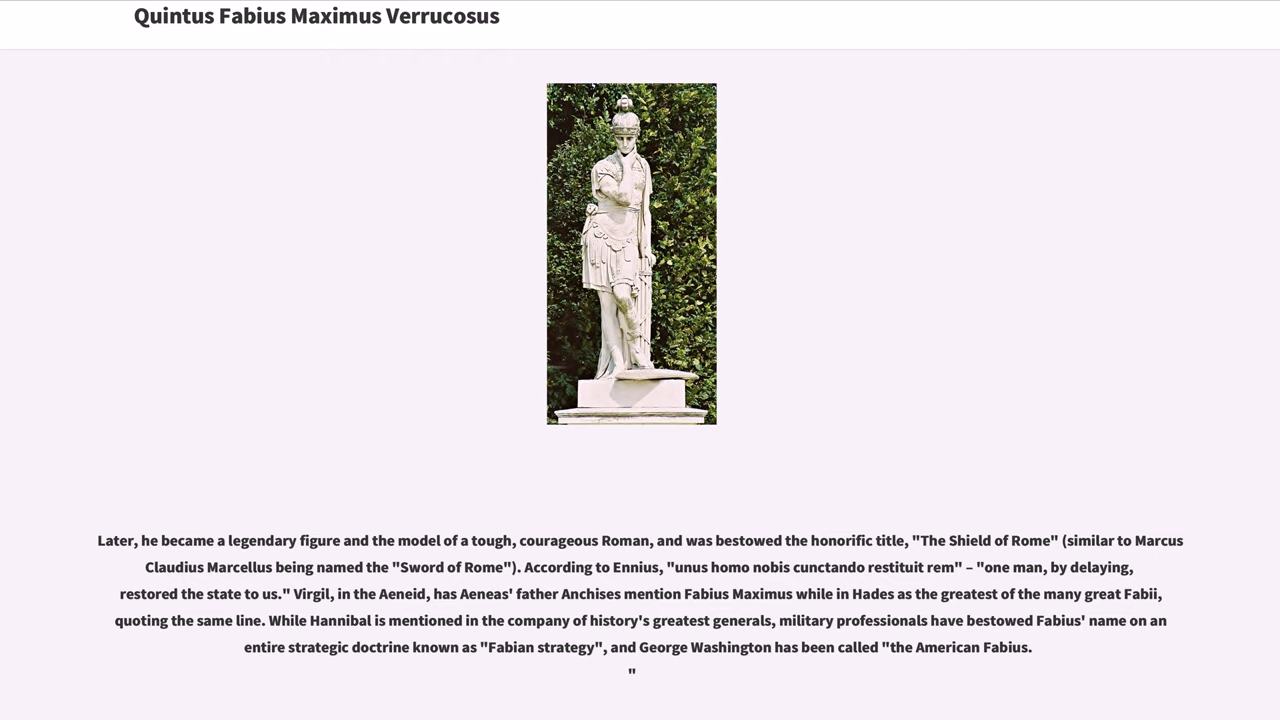 Quintus Fabius Maximus Verrucosus
Later, he became a legendary figure and the model of a tough, courageous Roman, and was bestowed the honorific title, "The Shield of Rome" (similar to Marcus
Claudius Marcellus being named the "Sword of Rome"). According to Ennius, "unus homo nobis cunctando restituit rem" – "one man, by delaying,
restored the state to us." Virgil, in the Aeneid, has Aeneas' father Anchises mention Fabius Maximus while in Hades as the greatest of the many great Fabii,
quoting the same line. While Hannibal is mentioned in the company of history's greatest generals, military professionals have bestowed Fabius' name on an
entire strategic doctrine known as "Fabian strategy", and George Washington has been called "the American Fabius.
"